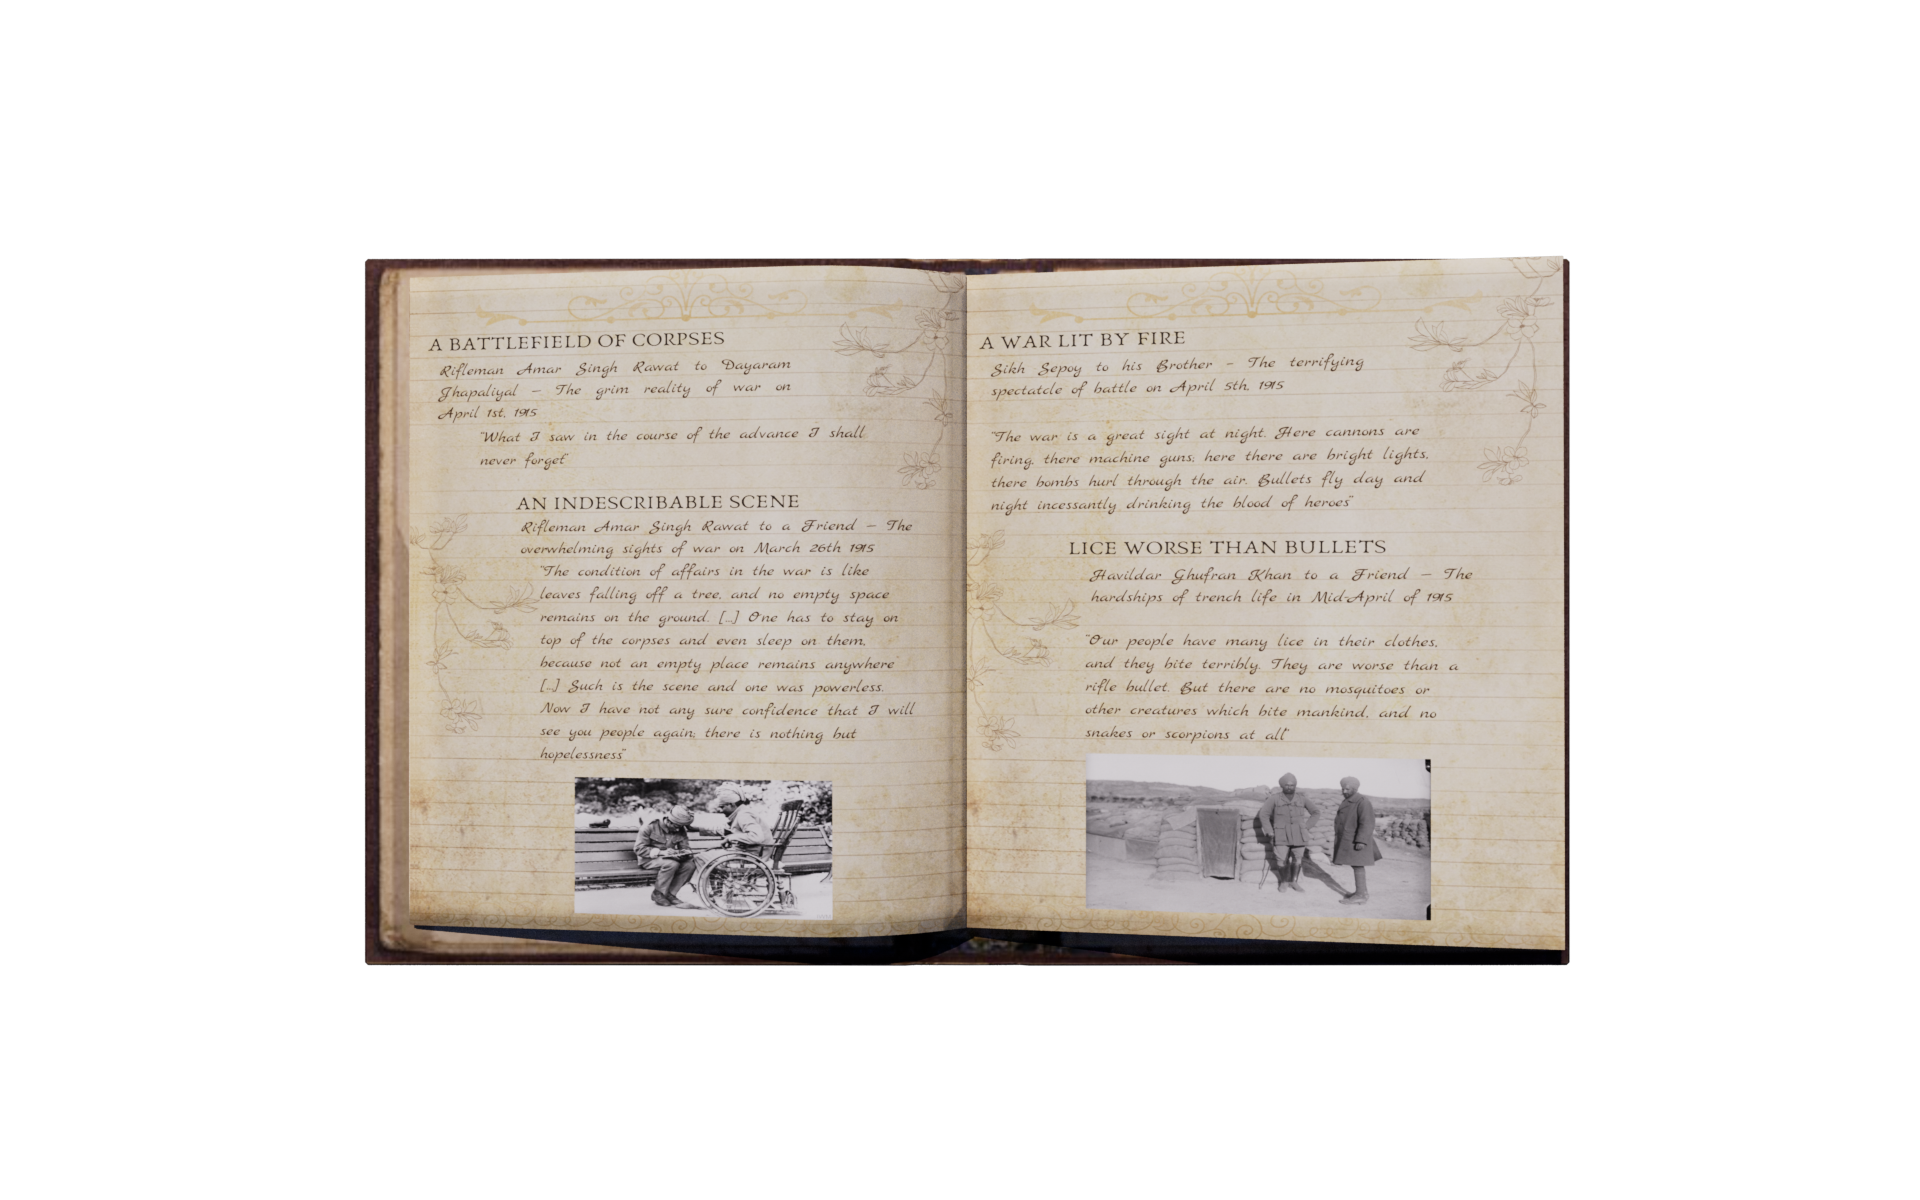 A BATTLEFIELD OF CORPSES
Rifleman Amar Singh Rawat to Dayaram
Jhapaliyal – The grim reality of war on
April 1st, 1915
"What I saw in the course of the advance I shall
never forget"
AN INDESCRIBABLE SCENE
Rifleman Amar Singh Rawat to a Friend – The
overwhelming sights of war on March 26th 1915
"The condition of affairs in the war is like
leaves falling off a tree, and no empty space
remains on the ground. [...] One has to stay on
top of the corpses and even sleep on them,
because not an empty place remains anywhere
[...] Such is the scene and one was powerless.
Now I have not any sure confidence that I will
see you people again; there is nothing but
hopelessness"
A WAR LIT BY FIRE
Sikh Sepoy to his Brother – The terrifying
spectatcle of battle on April 5th, 1915
"The war is a great sight at night. Here cannons are
firing, there machine guns; here there are bright lights,
there bombs hurl through the air. Bullets fly day and
night incessantly drinking the blood of heroes"
LICE WORSE THAN BULLETS
Havildar Ghufran Khan to a Friend – The
hardships of trench life in Mid-April of 1915
"Our people have many lice in their clothes,
and they bite terribly. They are worse than a
rifle bullet. But there are no mosquitoes or
other creatures which bite mankind, and no
snakes or scorpions at all"